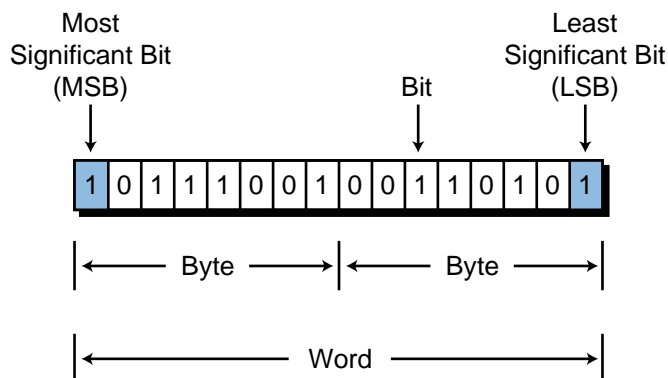 Most
Significant Bit
(MSB)
Bit
Least
Significant Bit
(LSB)
1 0 1 1 1 0 0 1 0 0 1 1 0 1 0 1
Byte
Byte
Word